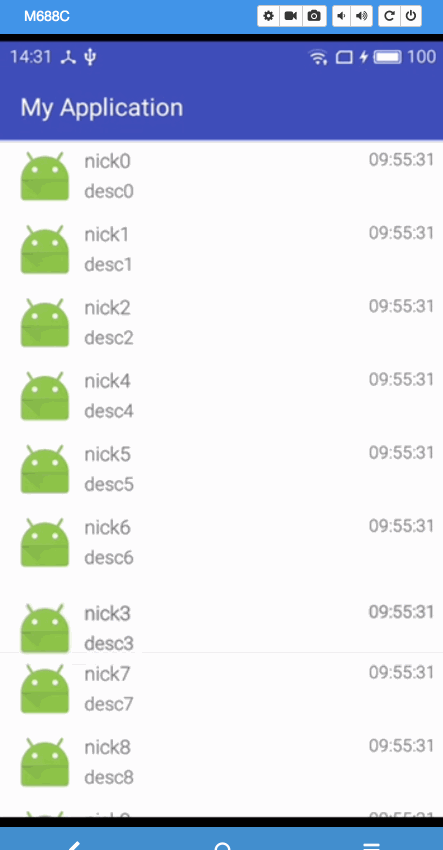 M688C
14:31 100
My Application
nick0 09:55:31
desc0
nick1 09:55:31
desc1
nick2 09:55:31
desc2
nick4 09:55:31
desc4
nick5 09:55:31
desc5
nick6 09:55:31
desc6
nick3 09:55:31
desc3
nick7 09:55:31
desc7
nick8 09:55:31
desc8